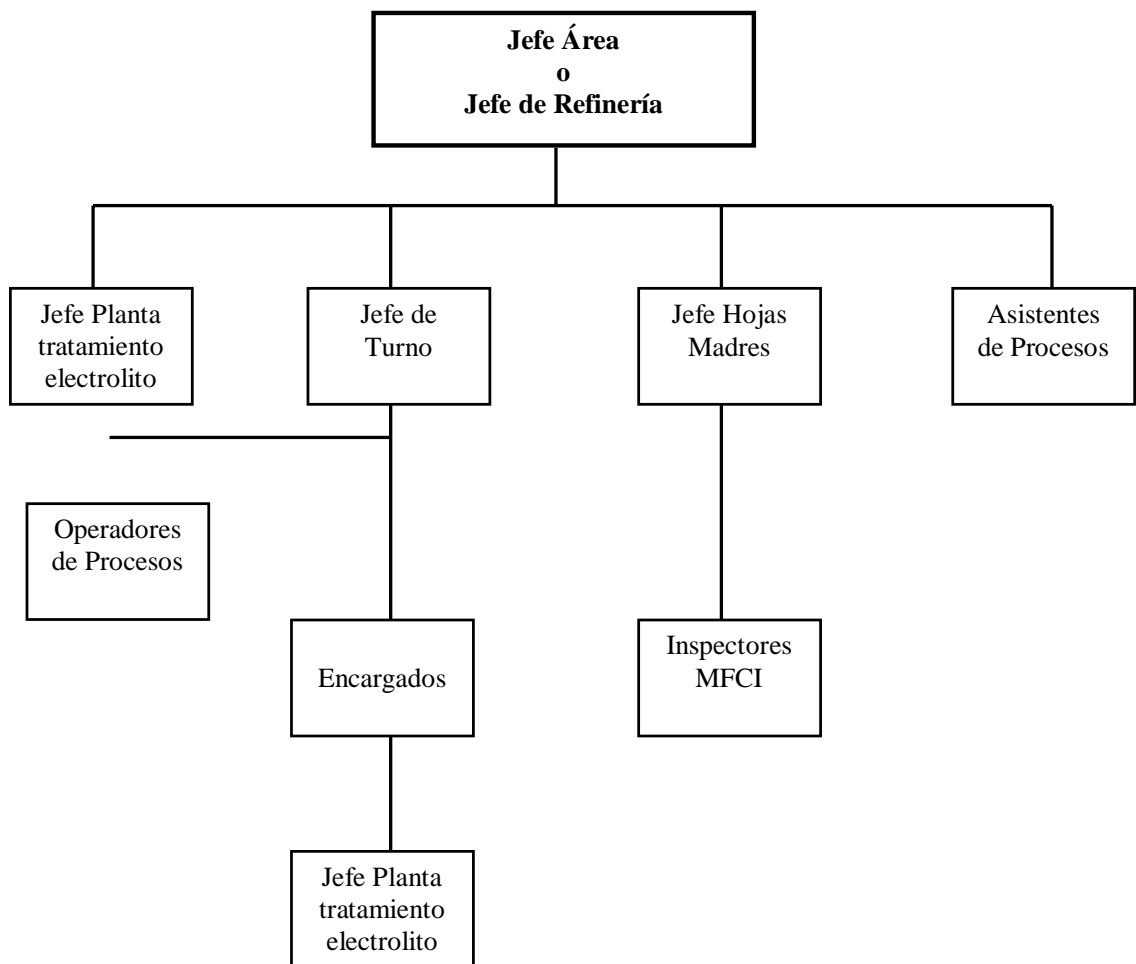 Jefe Área
o
Jefe de Refinería
Jefe Planta
tratamiento
electrolito
Jefe de
Turno
Jefe Hojas
Madres
Asistentes
de Procesos
Operadores
de Procesos
Encargados
Inspectores
MFCI
Jefe Planta
tratamiento
electrolito